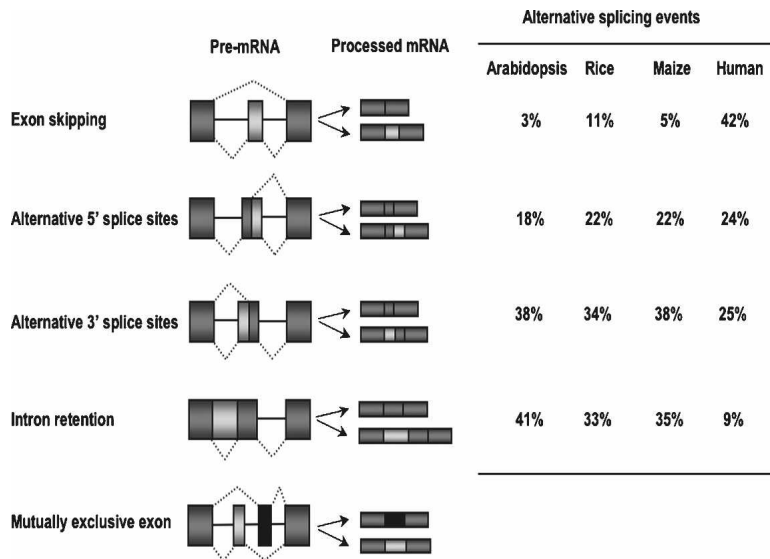 Alternative splicing events
Pre-mRNA Processed mRNA
Arabidopsis Rice Maize Human
Exon skipping 3% 11% 5% 42%
Alternative 5' splice sites 18% 22% 22% 24%
Alternative 3' splice sites 38% 34% 38% 25%
Intron retention 41% 33% 35% 9%
Mutually exclusive exon